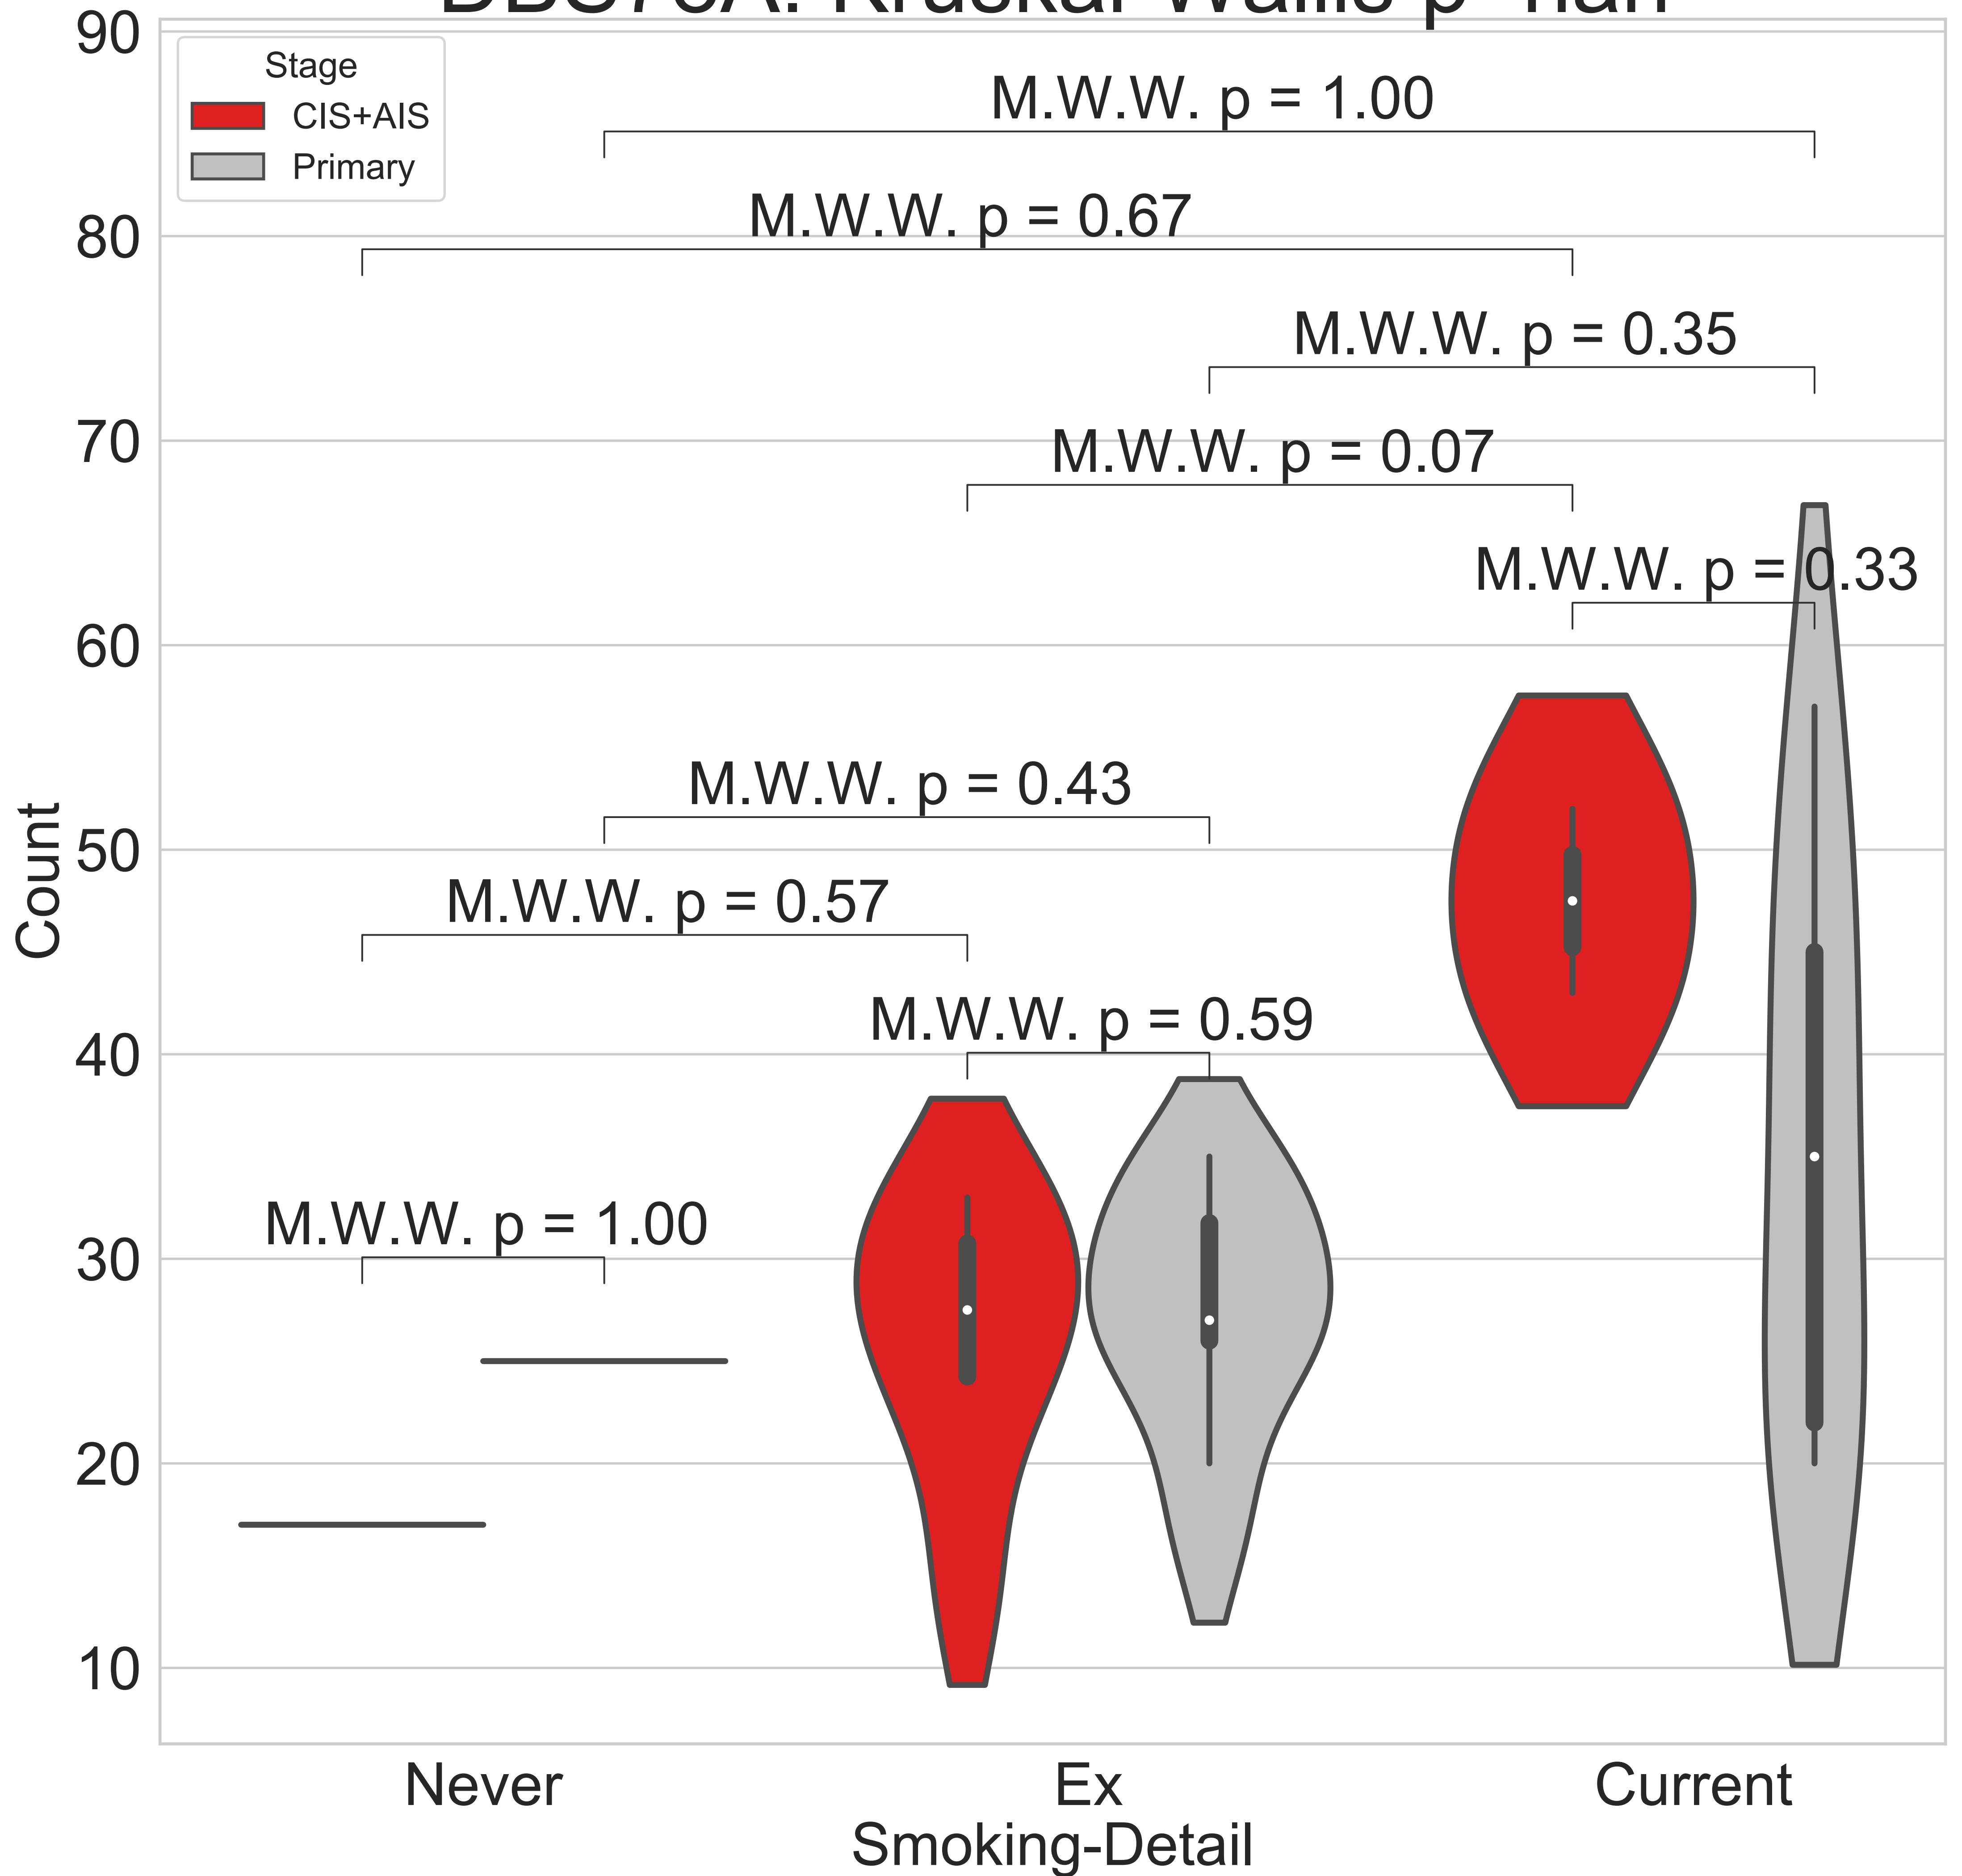 90
Stage
CIS+AIS
Primary
M.W.W. p = 1.00
M.W.W. p = 0.67
80
M.W.W. p = 0.35
70
M.W.W. p = 0.07
M.W.W. p = 0.33
60
M.W.W. p = 0.43
50
Count
M.W.W. p = 0.57
M.W.W. p = 0.59
40
M.W.W. p = 1.00
30
20
10
Never Ex Current
Smoking-Detail